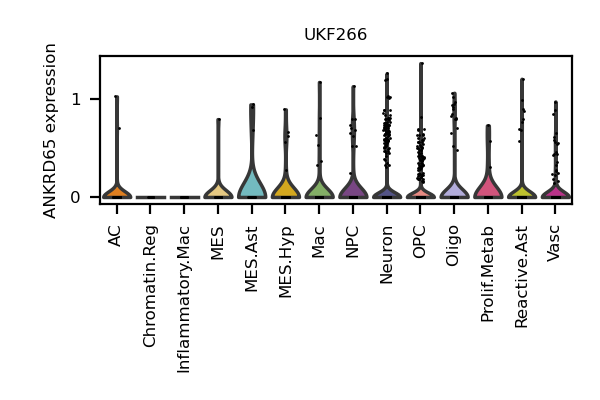 UKF266
ANKRD65 expression
1
0
AC
Chromatin.Reg
Inflammatory.Mac
MES
MES.Ast
MES.Hyp
Mac
NPC
Neuron
OPC
Oligo
Prolif.Metab
Reactive.Ast
Vasc